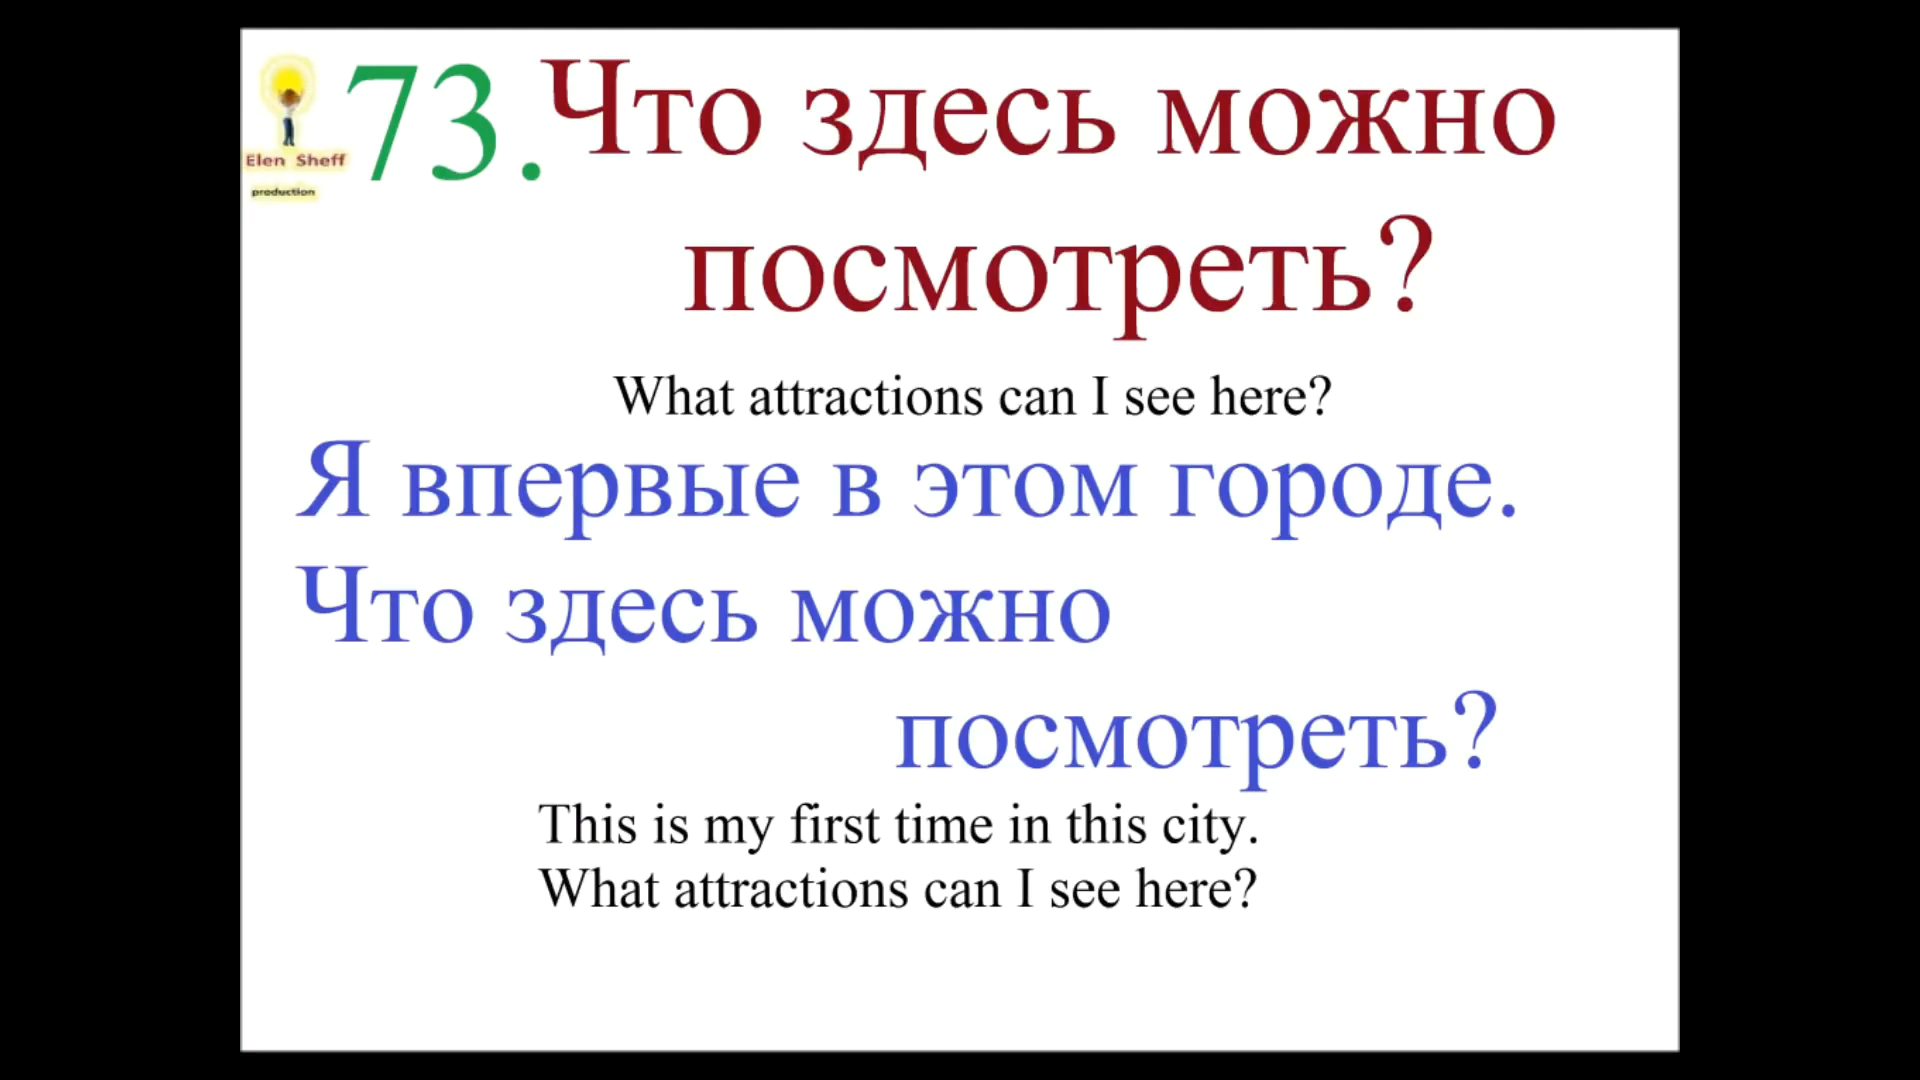 Elen Sheff
production
73. Что здесь можно
посмотреть?
What attractions can I see here?
Я впервые в этом городе.
Что здесь можно
посмотреть?
This is my first time in this city.
What attractions can I see here?